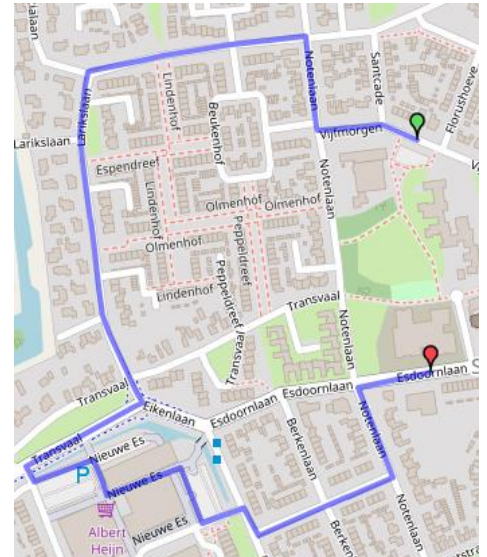 Larikslaan
Notenlaan
Santcade
Florushoeve
Lindenhof
Beukenhof
Vijfmorgen
V
Larikslaan
Espendreef
Notenlaan
Lindenhof
Olmenhof
Olmenhof
Peppeldreef
Olmenhof
Peppeldreef
Lindenhof
Transvaal
Notenlaan
Transvaal
Esdoornlaan
S
Transvaal
Eikenlaan
Esdoornlaan
Esdoornlaan
Notenlaan
Berkenlaan
Transvaal
Nieuwe Es
P
Nieuwe Es
Notenlaan
Albert
Heijn
Nieuwe Es
Berkenlaan